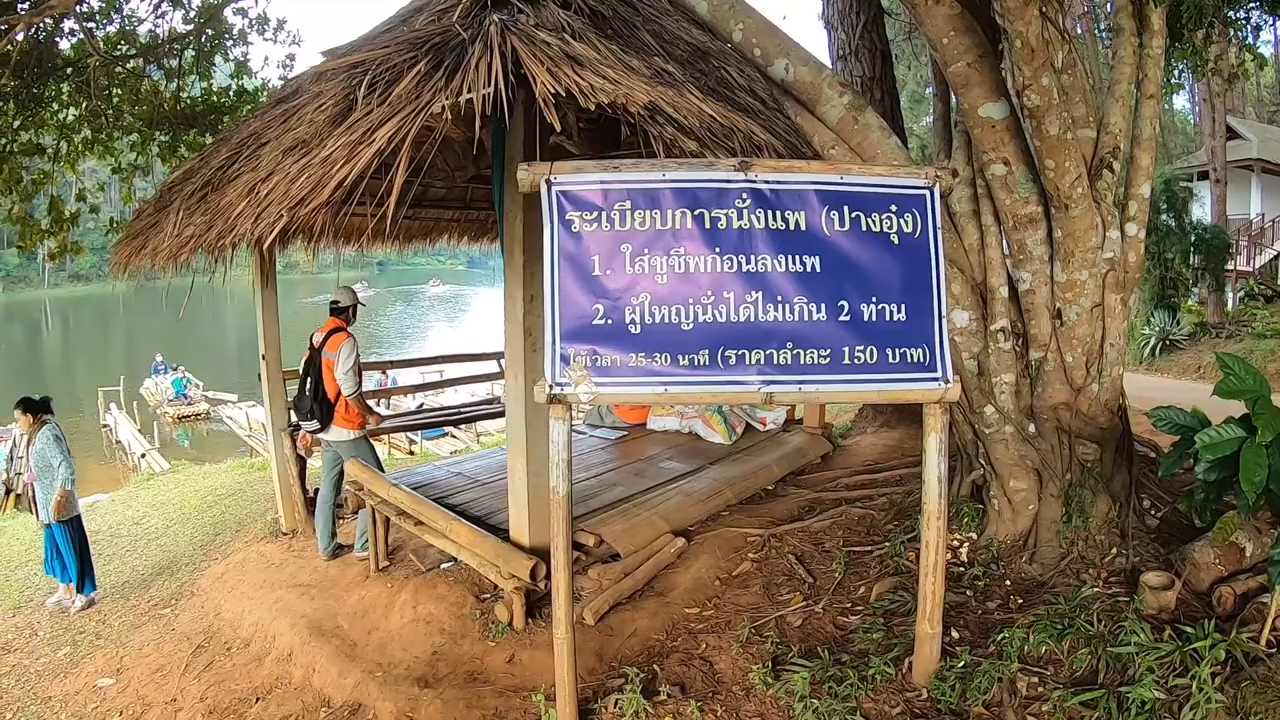 ระเบียบการนั่งแพ (ปางอุ๋ง)
1. ใส่ชูชีพก่อนลงแพ
2. ผู้ใหญ่นั่งได้ไม่เกิน 2 ท่าน
ใช้เวลา 25-30 นาที (ราคาลำละ 150 บาท)